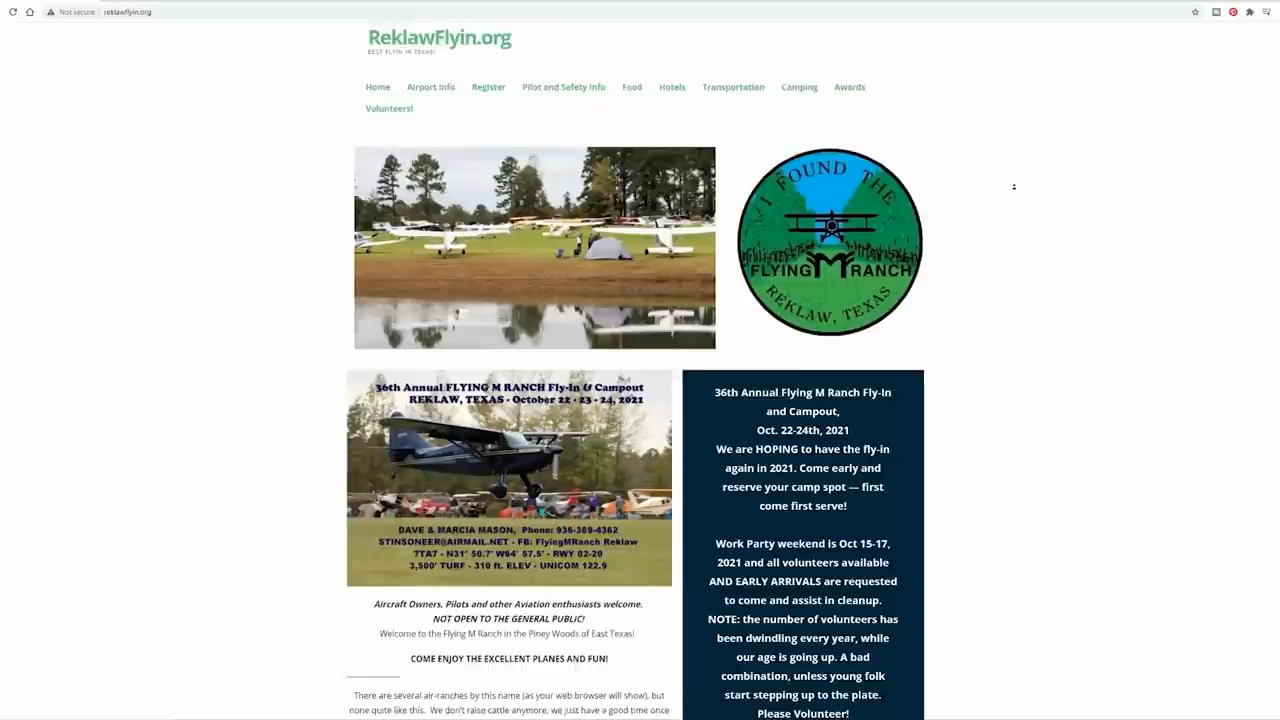 Not secure | reklawflyin.org
ReklawFlyin.org
BEST FLYIN IN TEXAS!
Home Airport Info Register Pilot and Safety Info Food Hotels Transportation Camping Awards
Volunteers!
I FOUND THE
FLYING M RANCH
REKLAW, TEXAS
36th Annual FLYING M RANCH Fly-In & Campout
REKLAW, TEXAS - October 22 - 23 - 24, 2021
DAVE & MARCIA MASON, Phone: 936-369-4362
STINSONEER@AIRMAIL.NET - FB: FlyingMRanch Reklaw
7TA7 - N31° 50.7' W94° 57.5' - RWY 02-20
3,500' TURF - 310 ft. ELEV - UNICOM 122.9
Aircraft Owners, Pilots and other Aviation enthusiasts welcome.
NOT OPEN TO THE GENERAL PUBLIC!
Welcome to the Flying M Ranch in the Piney Woods of East Texas!
COME ENJOY THE EXCELLENT PLANES AND FUN!
There are several air-ranches by this name (as your web browser will show), but
none quite like this. We don't raise cattle anymore, we just have a good time once
36th Annual Flying M Ranch Fly-In
and Campout,
Oct. 22-24th, 2021
We are HOPING to have the fly-in
again in 2021. Come early and
reserve your camp spot — first
come first serve!
Work Party weekend is Oct 15-17,
2021 and all volunteers available
AND EARLY ARRIVALS are requested
to come and assist in cleanup.
NOTE: the number of volunteers has
been dwindling every year, while
our age is going up. A bad
combination, unless young folk
start stepping up to the plate.
Please Volunteer!